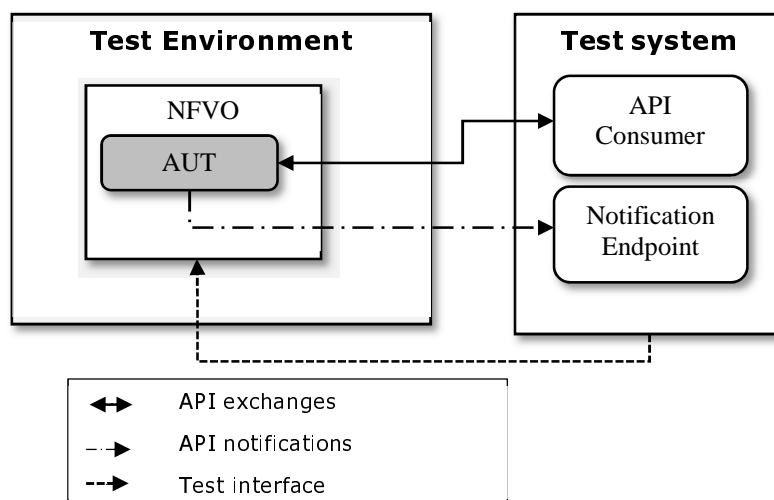 Test Environment
Test system
NFVO
AUT
API
Consumer
Notification
Endpoint
API exchanges
API notifications
Test interface